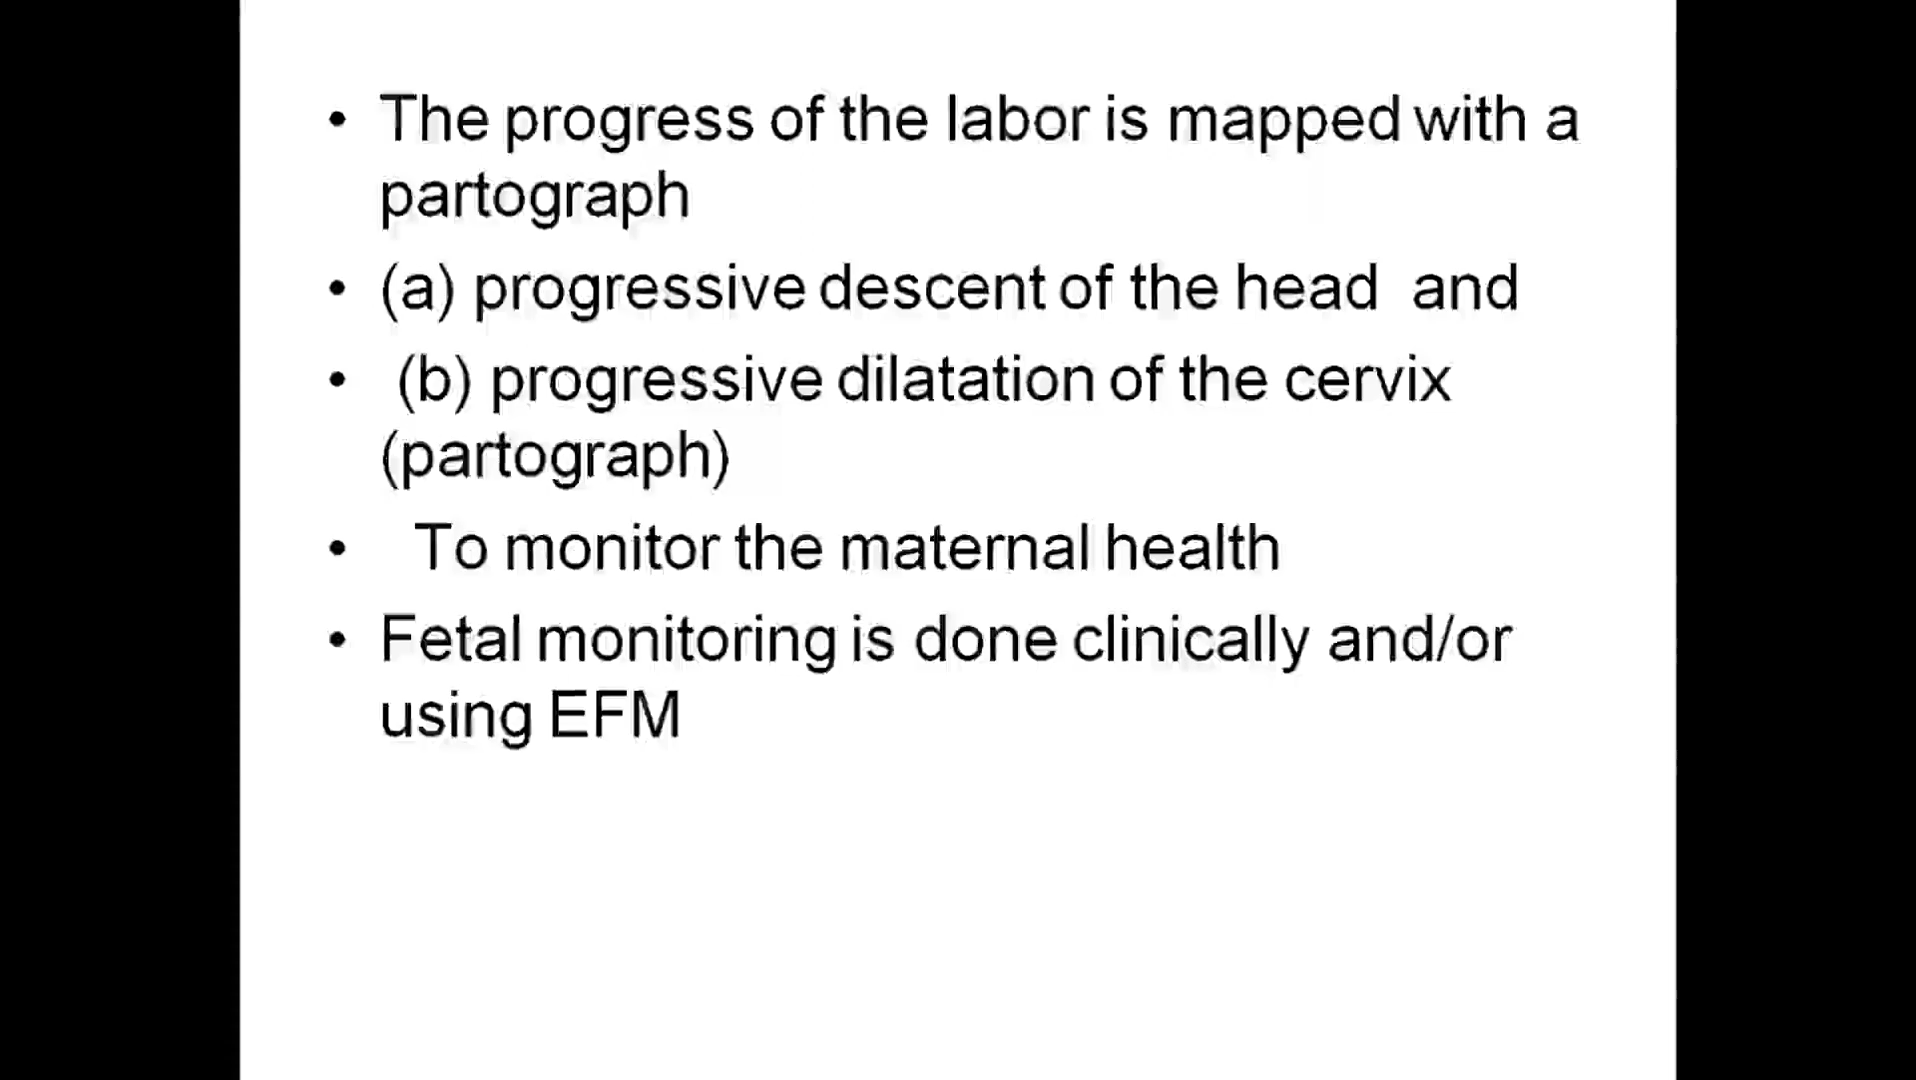 • The progress of the labor is mapped with a
partograph
• (a) progressive descent of the head and
• (b) progressive dilatation of the cervix
(partograph)
• To monitor the maternal health
• Fetal monitoring is done clinically and/or
using EFM